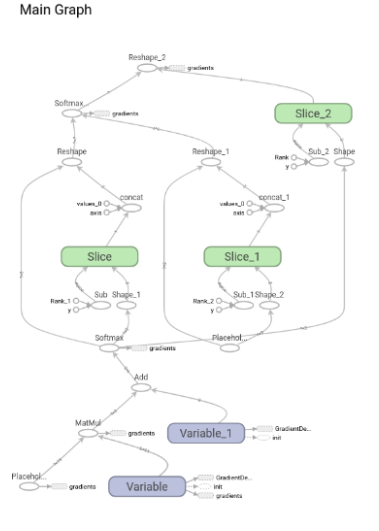 Main Graph
Reshape_2
gradients
Softmax...
gradients
Slice_2
Reshape
Reshape_1
Rank
y
Sub_2
Shape
values_0
axis
concat
values_0
axis
concat_1
Slice
Slice_1
Rank_1
y
Sub
Shape_1
Rank_2
y
Sub_1
Shape_2
Softmax
gradients
Placehol...
Add
MatMul
gradients
Variable_1
GradientDe...
init
Placehol...
gradients
Variable
GradientDe...
init
gradients